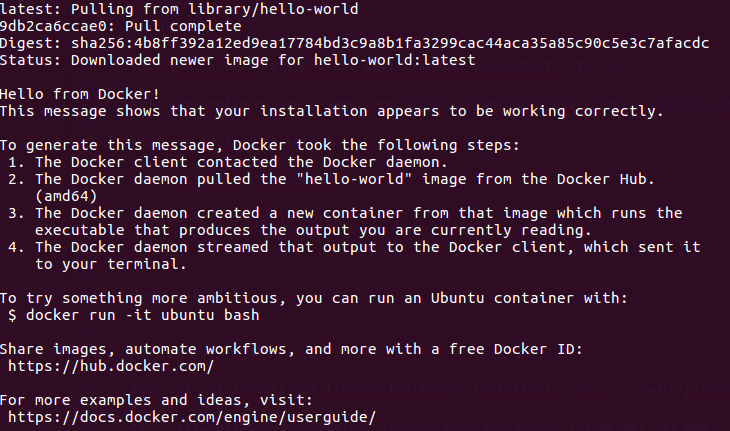 latest: Pulling from library/hello-world
9db2ca6ccae0: Pull complete
Digest: sha256:4b8ff392a12ed9ea17784bd3c9a8b1fa3299cac44aca35a85c90c5e3c7afacdc
Status: Downloaded newer image for hello-world:latest
Hello from Docker!
This message shows that your installation appears to be working correctly.
To generate this message, Docker took the following steps:
1. The Docker client contacted the Docker daemon.
2. The Docker daemon pulled the "hello-world" image from the Docker Hub.
(amd64)
3. The Docker daemon created a new container from that image which runs the
executable that produces the output you are currently reading.
4. The Docker daemon streamed that output to the Docker client, which sent it
to your terminal.
To try something more ambitious, you can run an Ubuntu container with:
$ docker run -it ubuntu bash
Share images, automate workflows, and more with a free Docker ID:
https://hub.docker.com/
For more examples and ideas, visit:
https://docs.docker.com/engine/userguide/